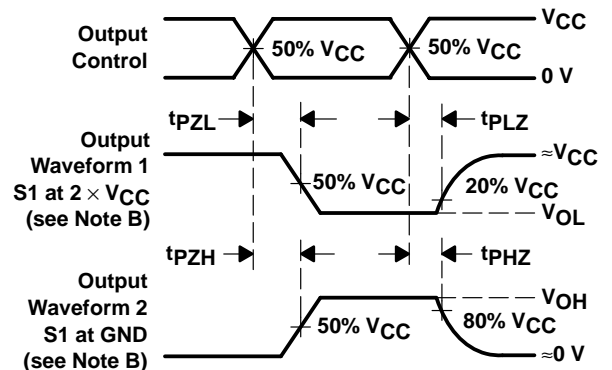 Output
Control
50% VCC
50% VCC
VCC
0 V
tPZL
tPLZ
Output
Waveform 1
S1 at 2 × VCC
(see Note B)
50% VCC
20% VCC
≈VCC
VOL
tPZH
tPHZ
Output
Waveform 2
S1 at GND
(see Note B)
50% VCC
80% VCC
VOH
≈0 V